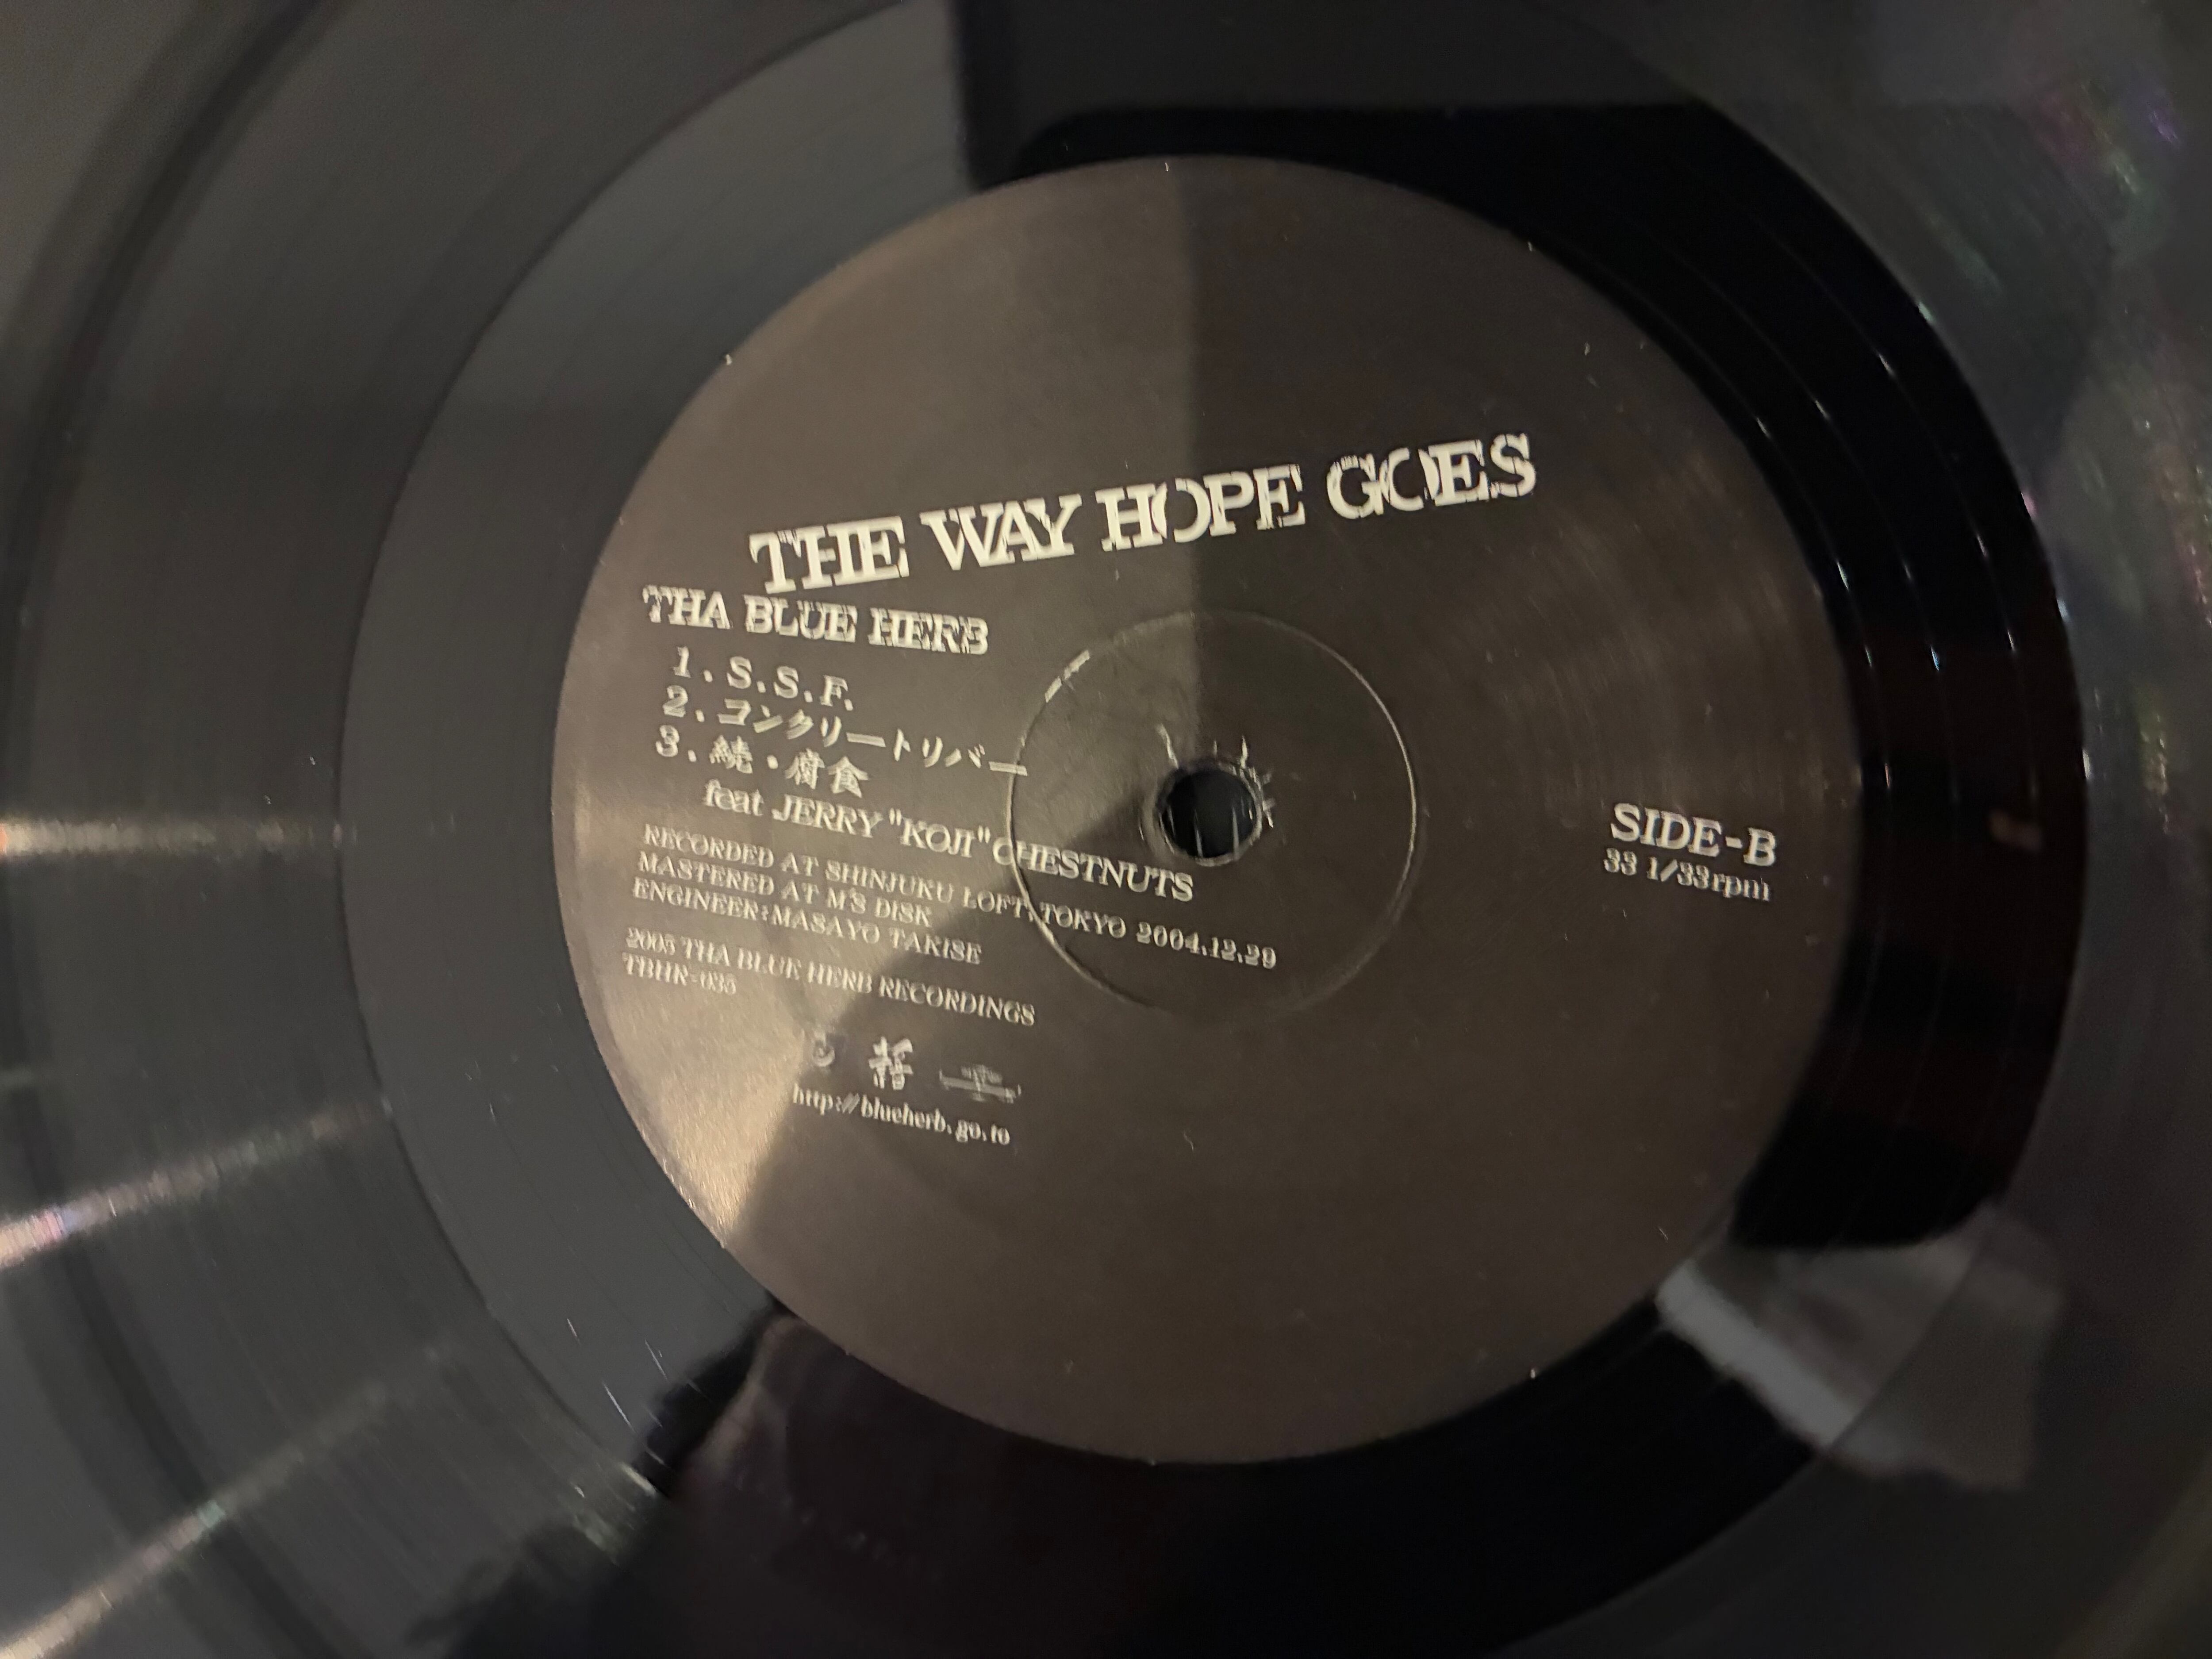 THE WAY HOPE GOES
THA BLUE HERB
1. S.S.F.
2. コンクリートリバー
3. 続・腐食
feat JERRY "KOJI" CHESTNUTS
RECORDED AT SHINJUKU LOFT, TOKYO 2004.12.29
MASTERED AT M'S DISK
ENGINEER:MASAYO TAKISE
2005 THA BLUE HERB RECORDINGS
TBHR-035
http://blueherb.go.to
SIDE-B
33 1/33rpm